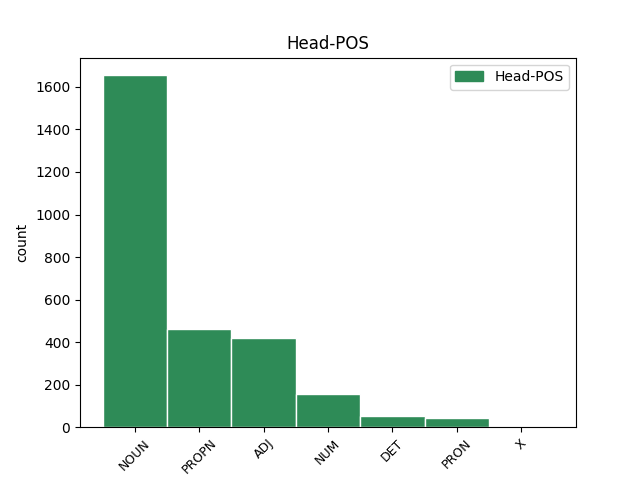 Head-POS
Head-POS
1600
1400
1200
1000
800
600
400
200
0
count
NOUN
PROPN
ADJ
NUM
DET
PRON
X